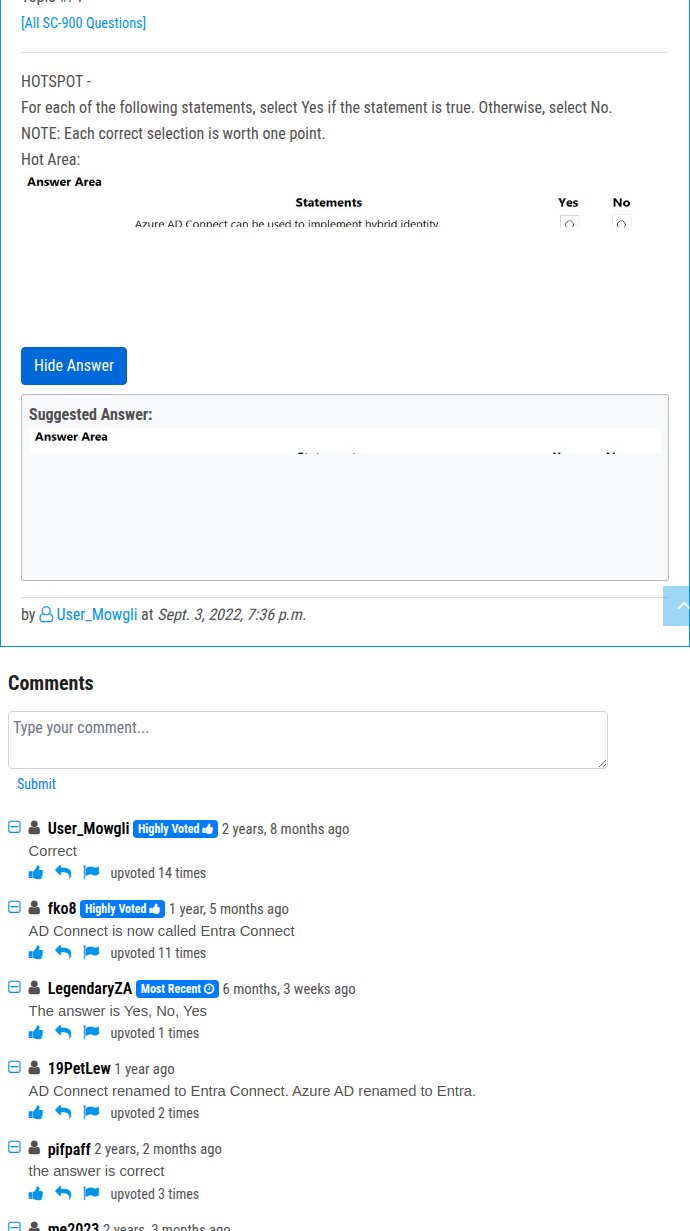 [All SC-900 Questions]
HOTSPOT -
For each of the following statements, select Yes if the statement is true. Otherwise, select No.
NOTE: Each correct selection is worth one point.
Hot Area:
Answer Area
Statements Yes No
Azure AD Connect can be used to implement hybrid identity.
Hide Answer
Suggested Answer:
Answer Area
by User_Mowgli at Sept. 3, 2022, 7:36 p.m.
Comments
Type your comment...
Submit
User_Mowgli Highly Voted 2 years, 8 months ago
Correct
upvoted 14 times
fko8 Highly Voted 1 year, 5 months ago
AD Connect is now called Entra Connect
upvoted 11 times
LegendaryZA Most Recent 6 months, 3 weeks ago
The answer is Yes, No, Yes
upvoted 1 times
19PetLew 1 year ago
AD Connect renamed to Entra Connect. Azure AD renamed to Entra.
upvoted 2 times
pifpaff 2 years, 2 months ago
the answer is correct
upvoted 3 times
me2023 2 years, 3 months ago